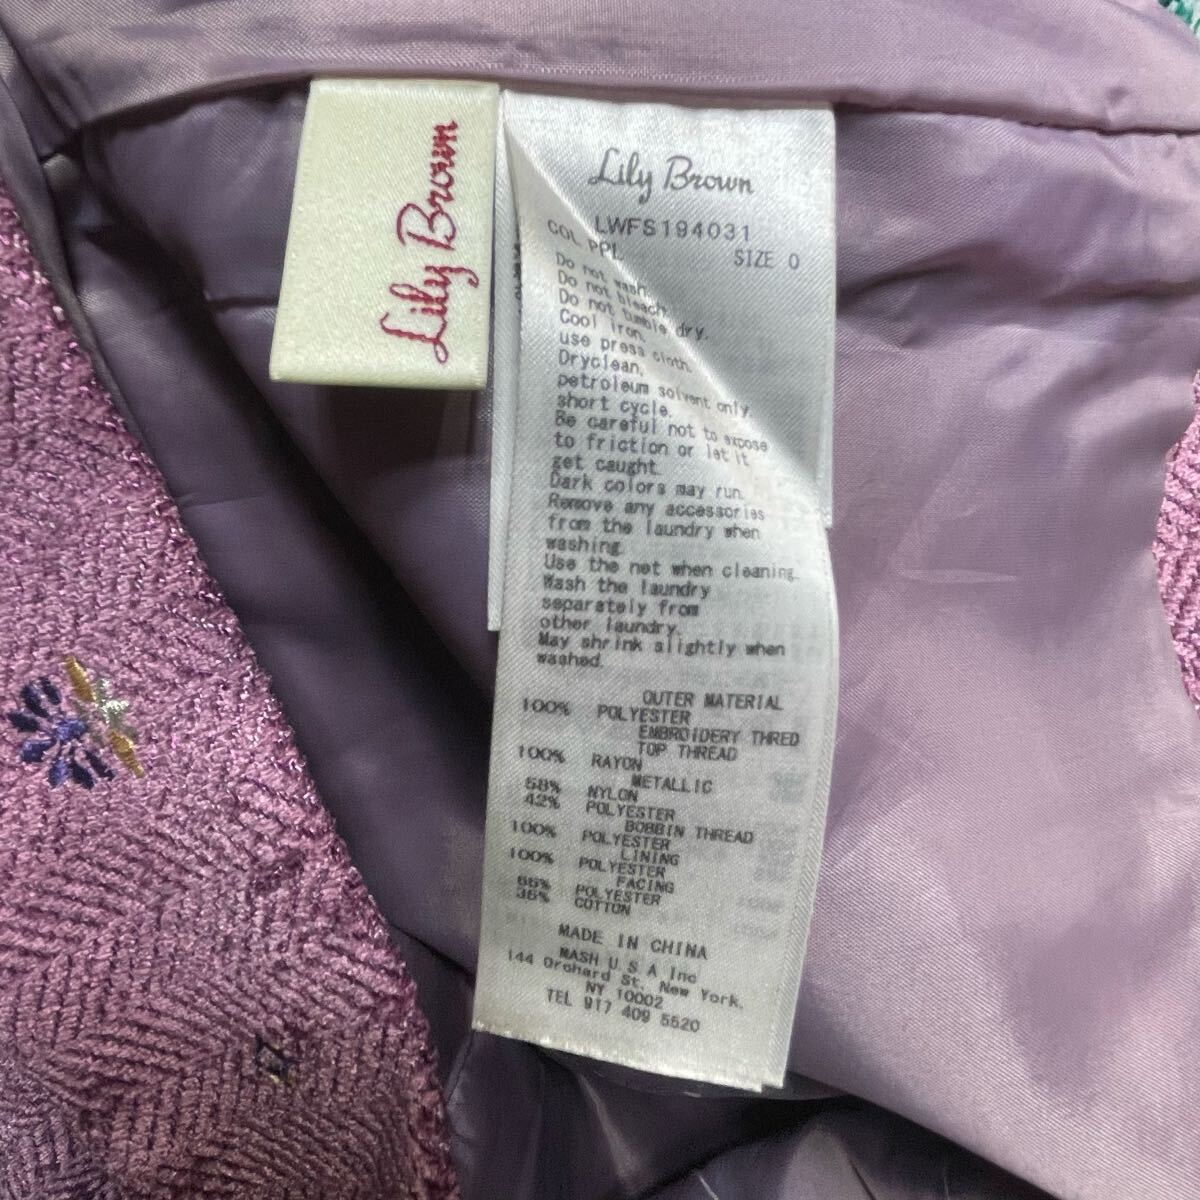 Lily Brown
Lily Brown
LWFS194031
COL PPL SIZE 0
Do not wash.
Do not bleach.
Do not tumble dry.
Cool iron.
use press cloth.
Dryclean,
petroleum solvent only.
short cycle.
Be careful not to expose
to friction or let it
get caught.
Dark colors may run.
Remove any accessories
from the laundry when
washing.
Use the net when cleaning.
Wash the laundry
separately from
other laundry.
May shrink slightly when
washed.
OUTER MATERIAL
100% POLYESTER
EMBROIDERY THRED
TOP THREAD
100% RAYON
METALLIC
58% NYLON
42% POLYESTER
BOBBIN THREAD
100% POLYESTER
LINING
100% POLYESTER
FACING
65% POLYESTER
35% COTTON
MADE IN CHINA
MASH U.S.A Inc
144 Orchard St, New York.
NY 10002
TEL 917 409 5520